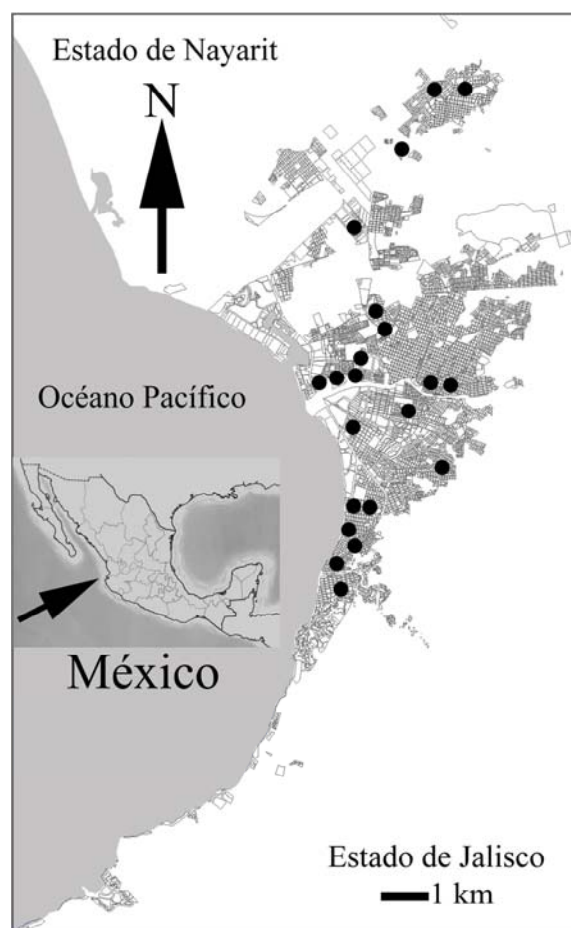 Estado de Nayarit
N
Océano Pacífico
México
Estado de Jalisco
1 km